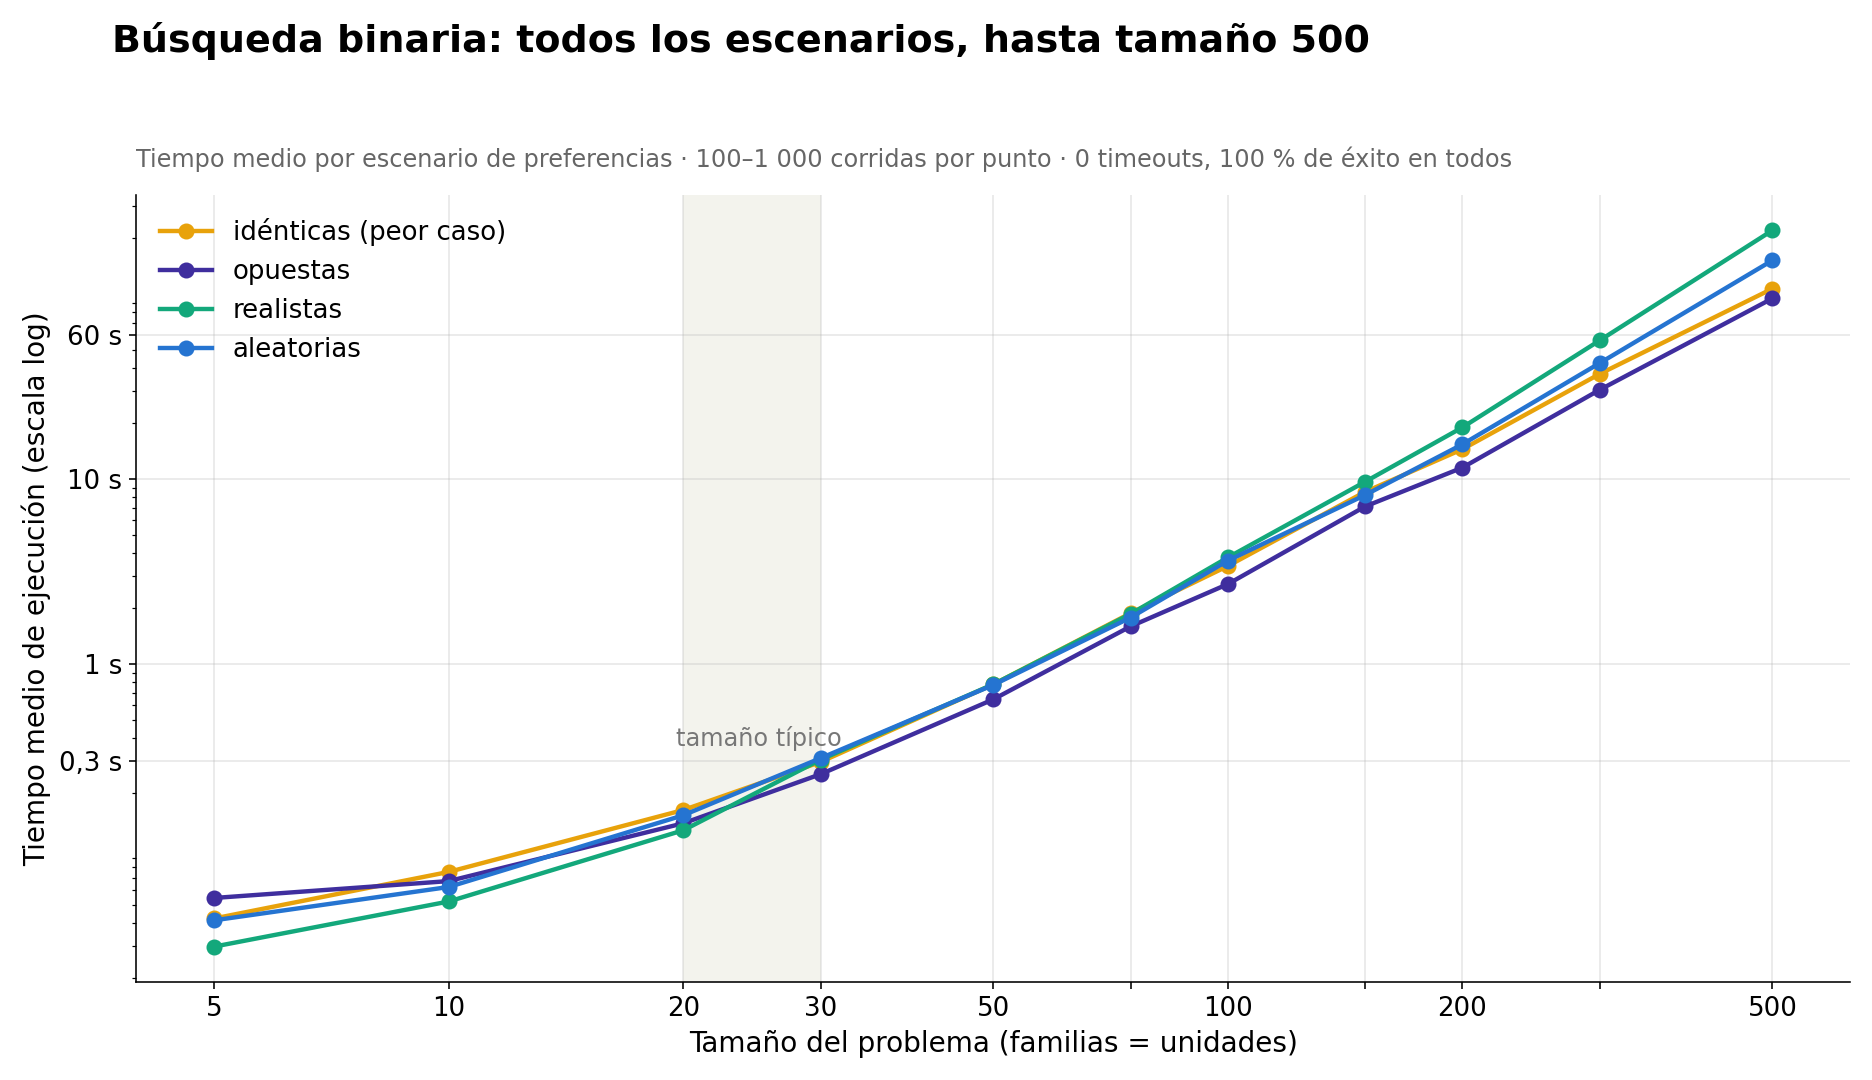 Búsqueda binaria: todos los escenarios, hasta tamaño 500
Tiempo medio por escenario de preferencias · 100–1 000 corridas por punto · 0 timeouts, 100 % de éxito en todos
idénticas (peor caso)
opuestas
realistas
aleatorias
tamaño típico
60 s
10 s
1 s
0,3 s
Tiempo medio de ejecución (escala log)
5 10 20 30 50 100 200 500
Tamaño del problema (familias = unidades)